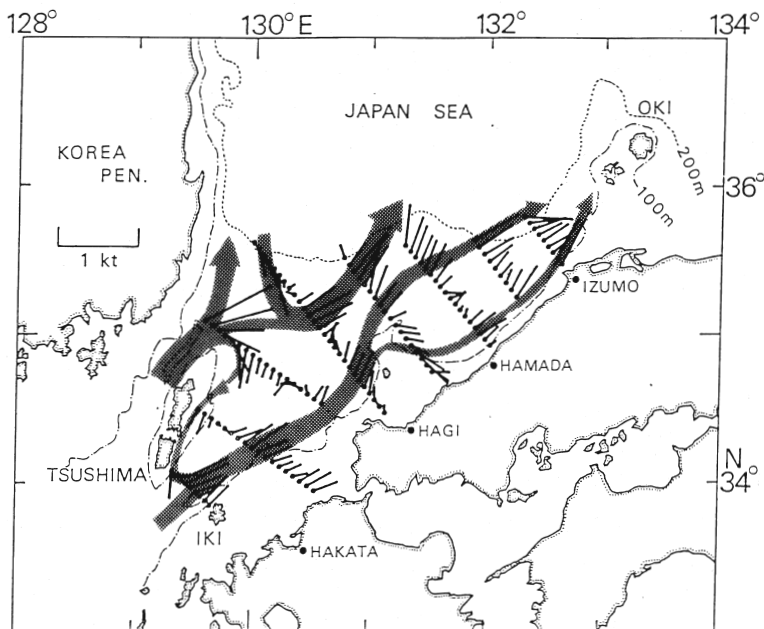 128° 130° E 132° 134°
OKI
JAPAN SEA
KOREA
PEN.
200m
100m
36°
1 kt
IZUMO
HAMADA
HAGI
TSUSHIMA
N
34°
IKI
HAKATA